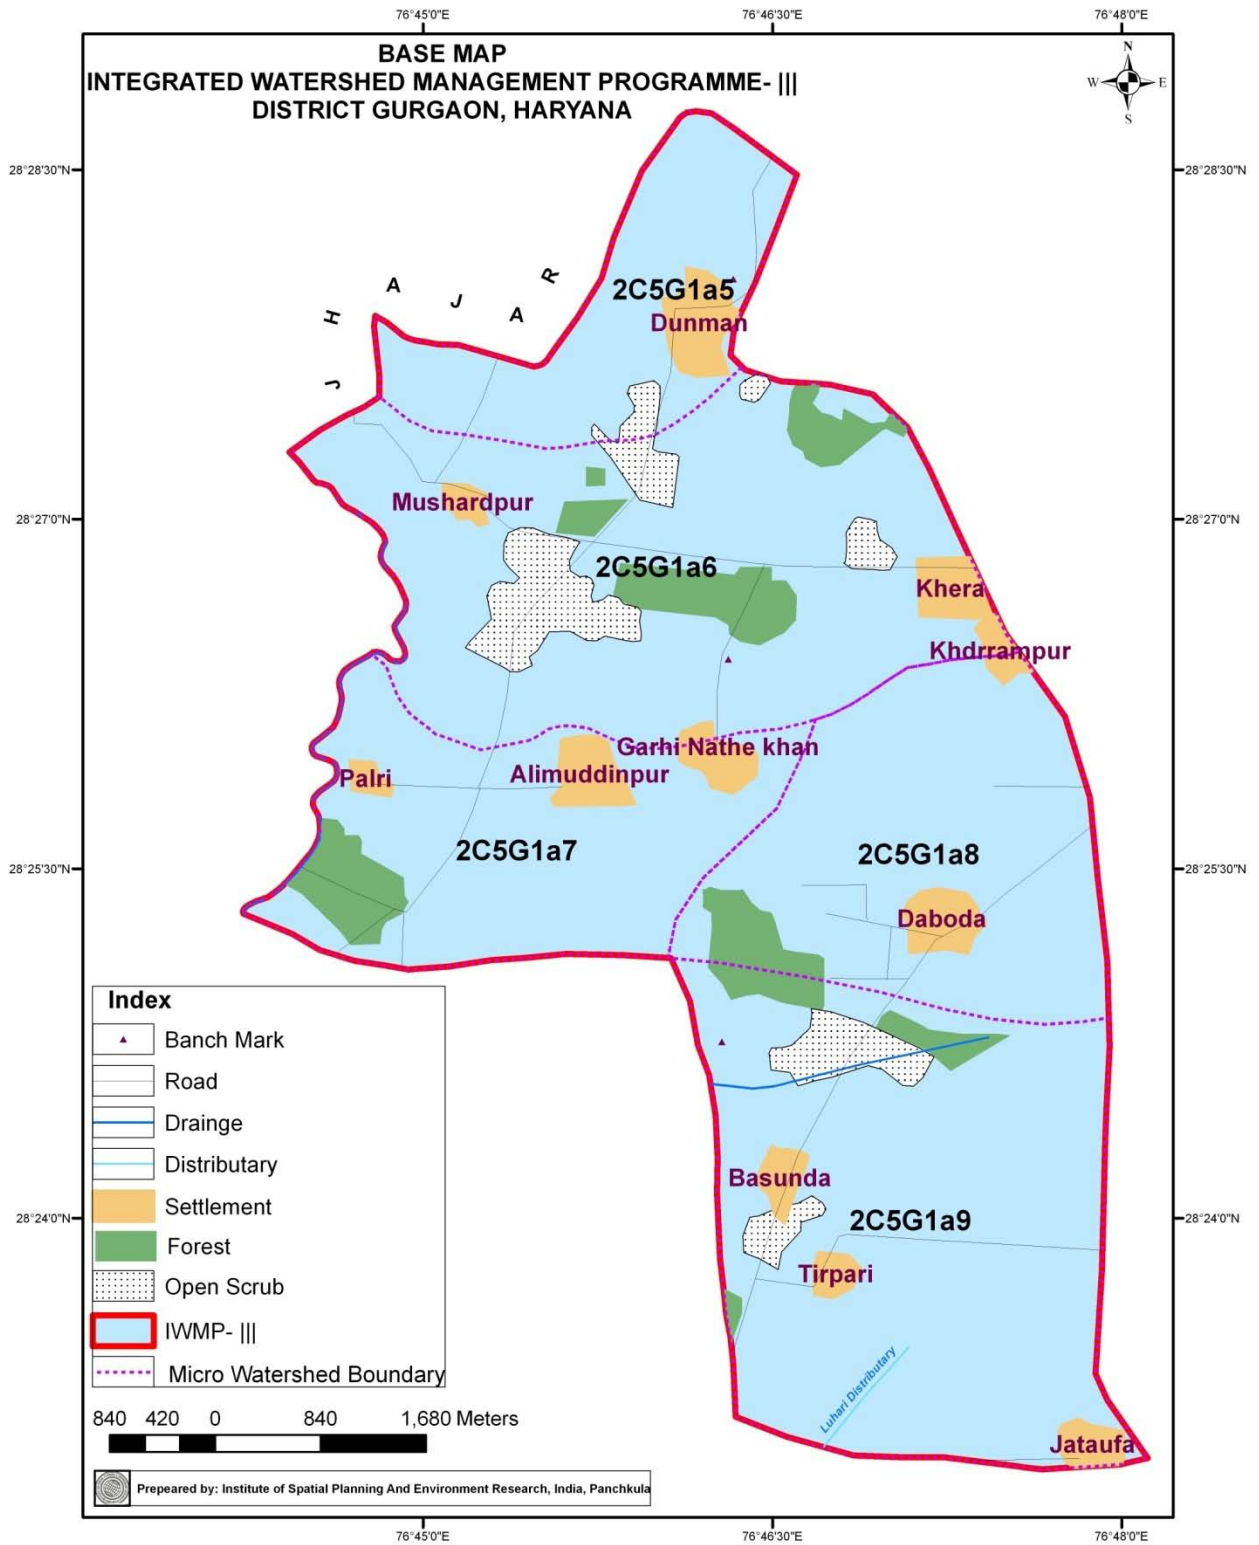 76°45'0"E
76°46'30"E
76°48'0"E
BASE MAP
INTEGRATED WATERSHED MANAGEMENT PROGRAMME- |||
DISTRICT GURGAON, HARYANA
N
W E
S
28°28'30"N
28°28'30"N
J H A J A R
2C5G1a5
Dunman
Mushardpur
28°27'0"N
28°27'0"N
2C5G1a6
Khera
Khdrrampur
Garhi Nathe khan
Palri
Alimuddinpur
2C5G1a7
2C5G1a8
28°25'30"N
28°25'30"N
Daboda
Index
Banch Mark
Road
Drainge
Distributary
Settlement
Forest
Open Scrub
IWMP- |||
Micro Watershed Boundary
Basunda
28°24'0"N
28°24'0"N
2C5G1a9
Tirpari
Luhari Distributary
Jataufa
840 420 0 840 1,680 Meters
Prepeared by: Institute of Spatial Planning And Environment Research, India, Panchkula
76°45'0"E
76°46'30"E
76°48'0"E